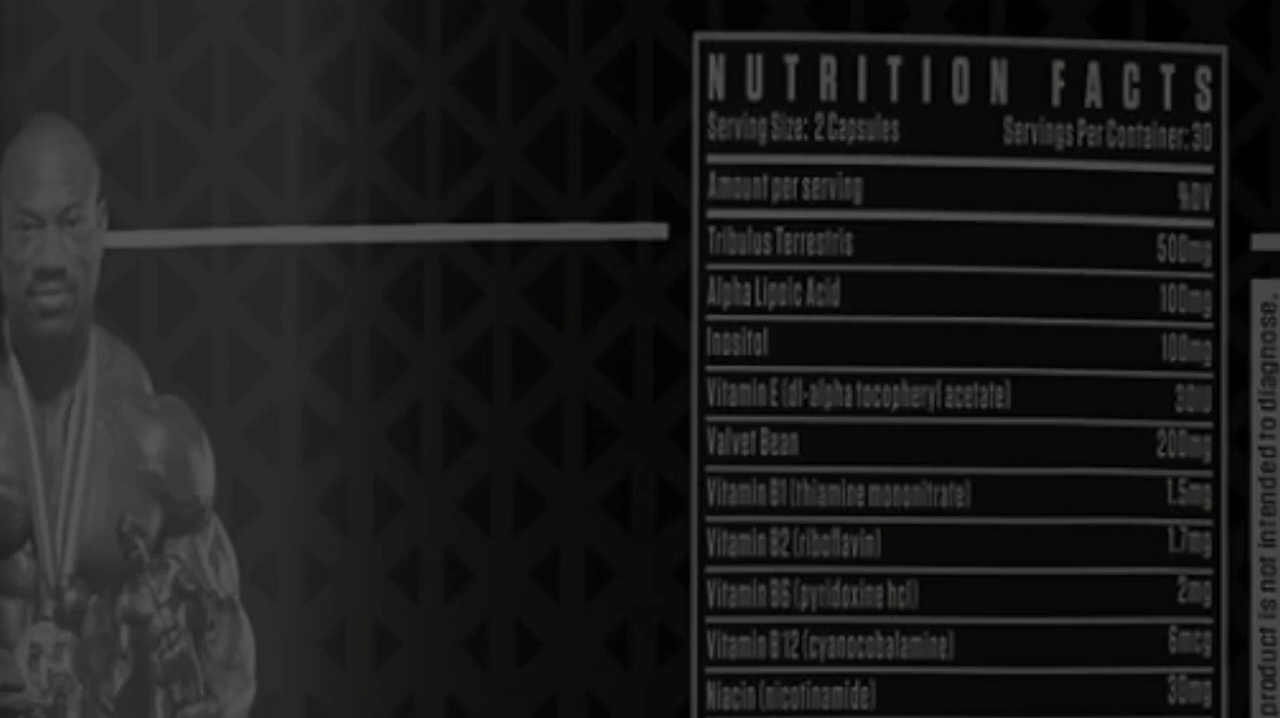 NUTRITION FACTS
Serving Size: 2 Capsules Servings Per Container: 30
Amount per serving %DV
Tribulus Terrestris 500mg
Alpha Lipoic Acid 100mg
Inositol 100mg
Vitamin E (dl-alpha tocopheryl acetate) 30IU
Valvet Bean 200mg
Vitamin B1 (thiamine mononitrate) 1.5mg
Vitamin B2 (riboflavin) 1.7mg
Vitamin B6 (pyridoxine hcl) 2mg
Vitamin B 12 (cyanocobalamine) 6mcg
Niacin (nicotinamide) 30mg
product is not intended to diagnose,